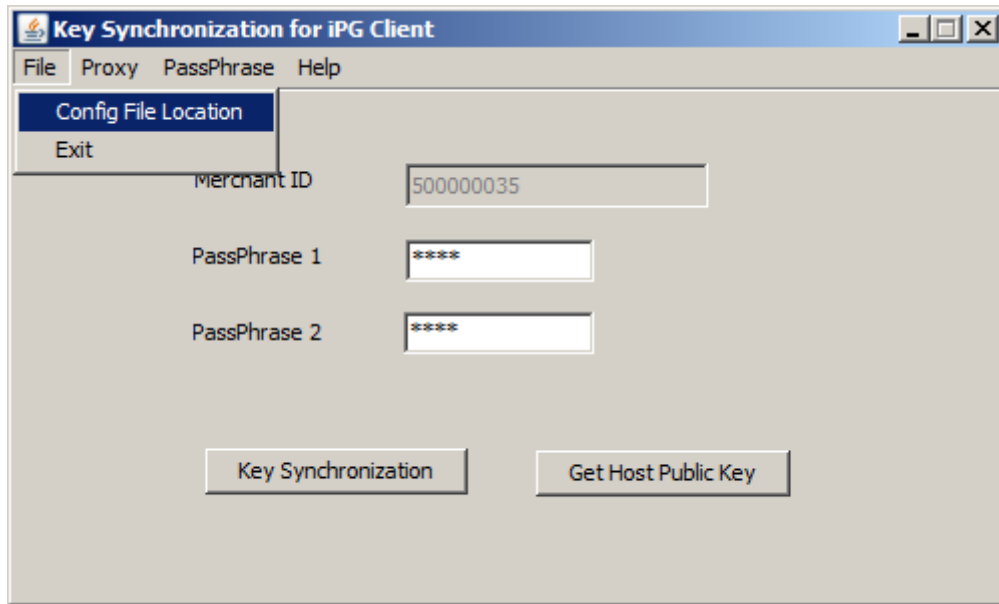 Key Synchronization for iPG Client
File Proxy PassPhrase Help
Config File Location
Exit
Merchant ID 500000035
PassPhrase 1 ****
PassPhrase 2 ****
Key Synchronization Get Host Public Key